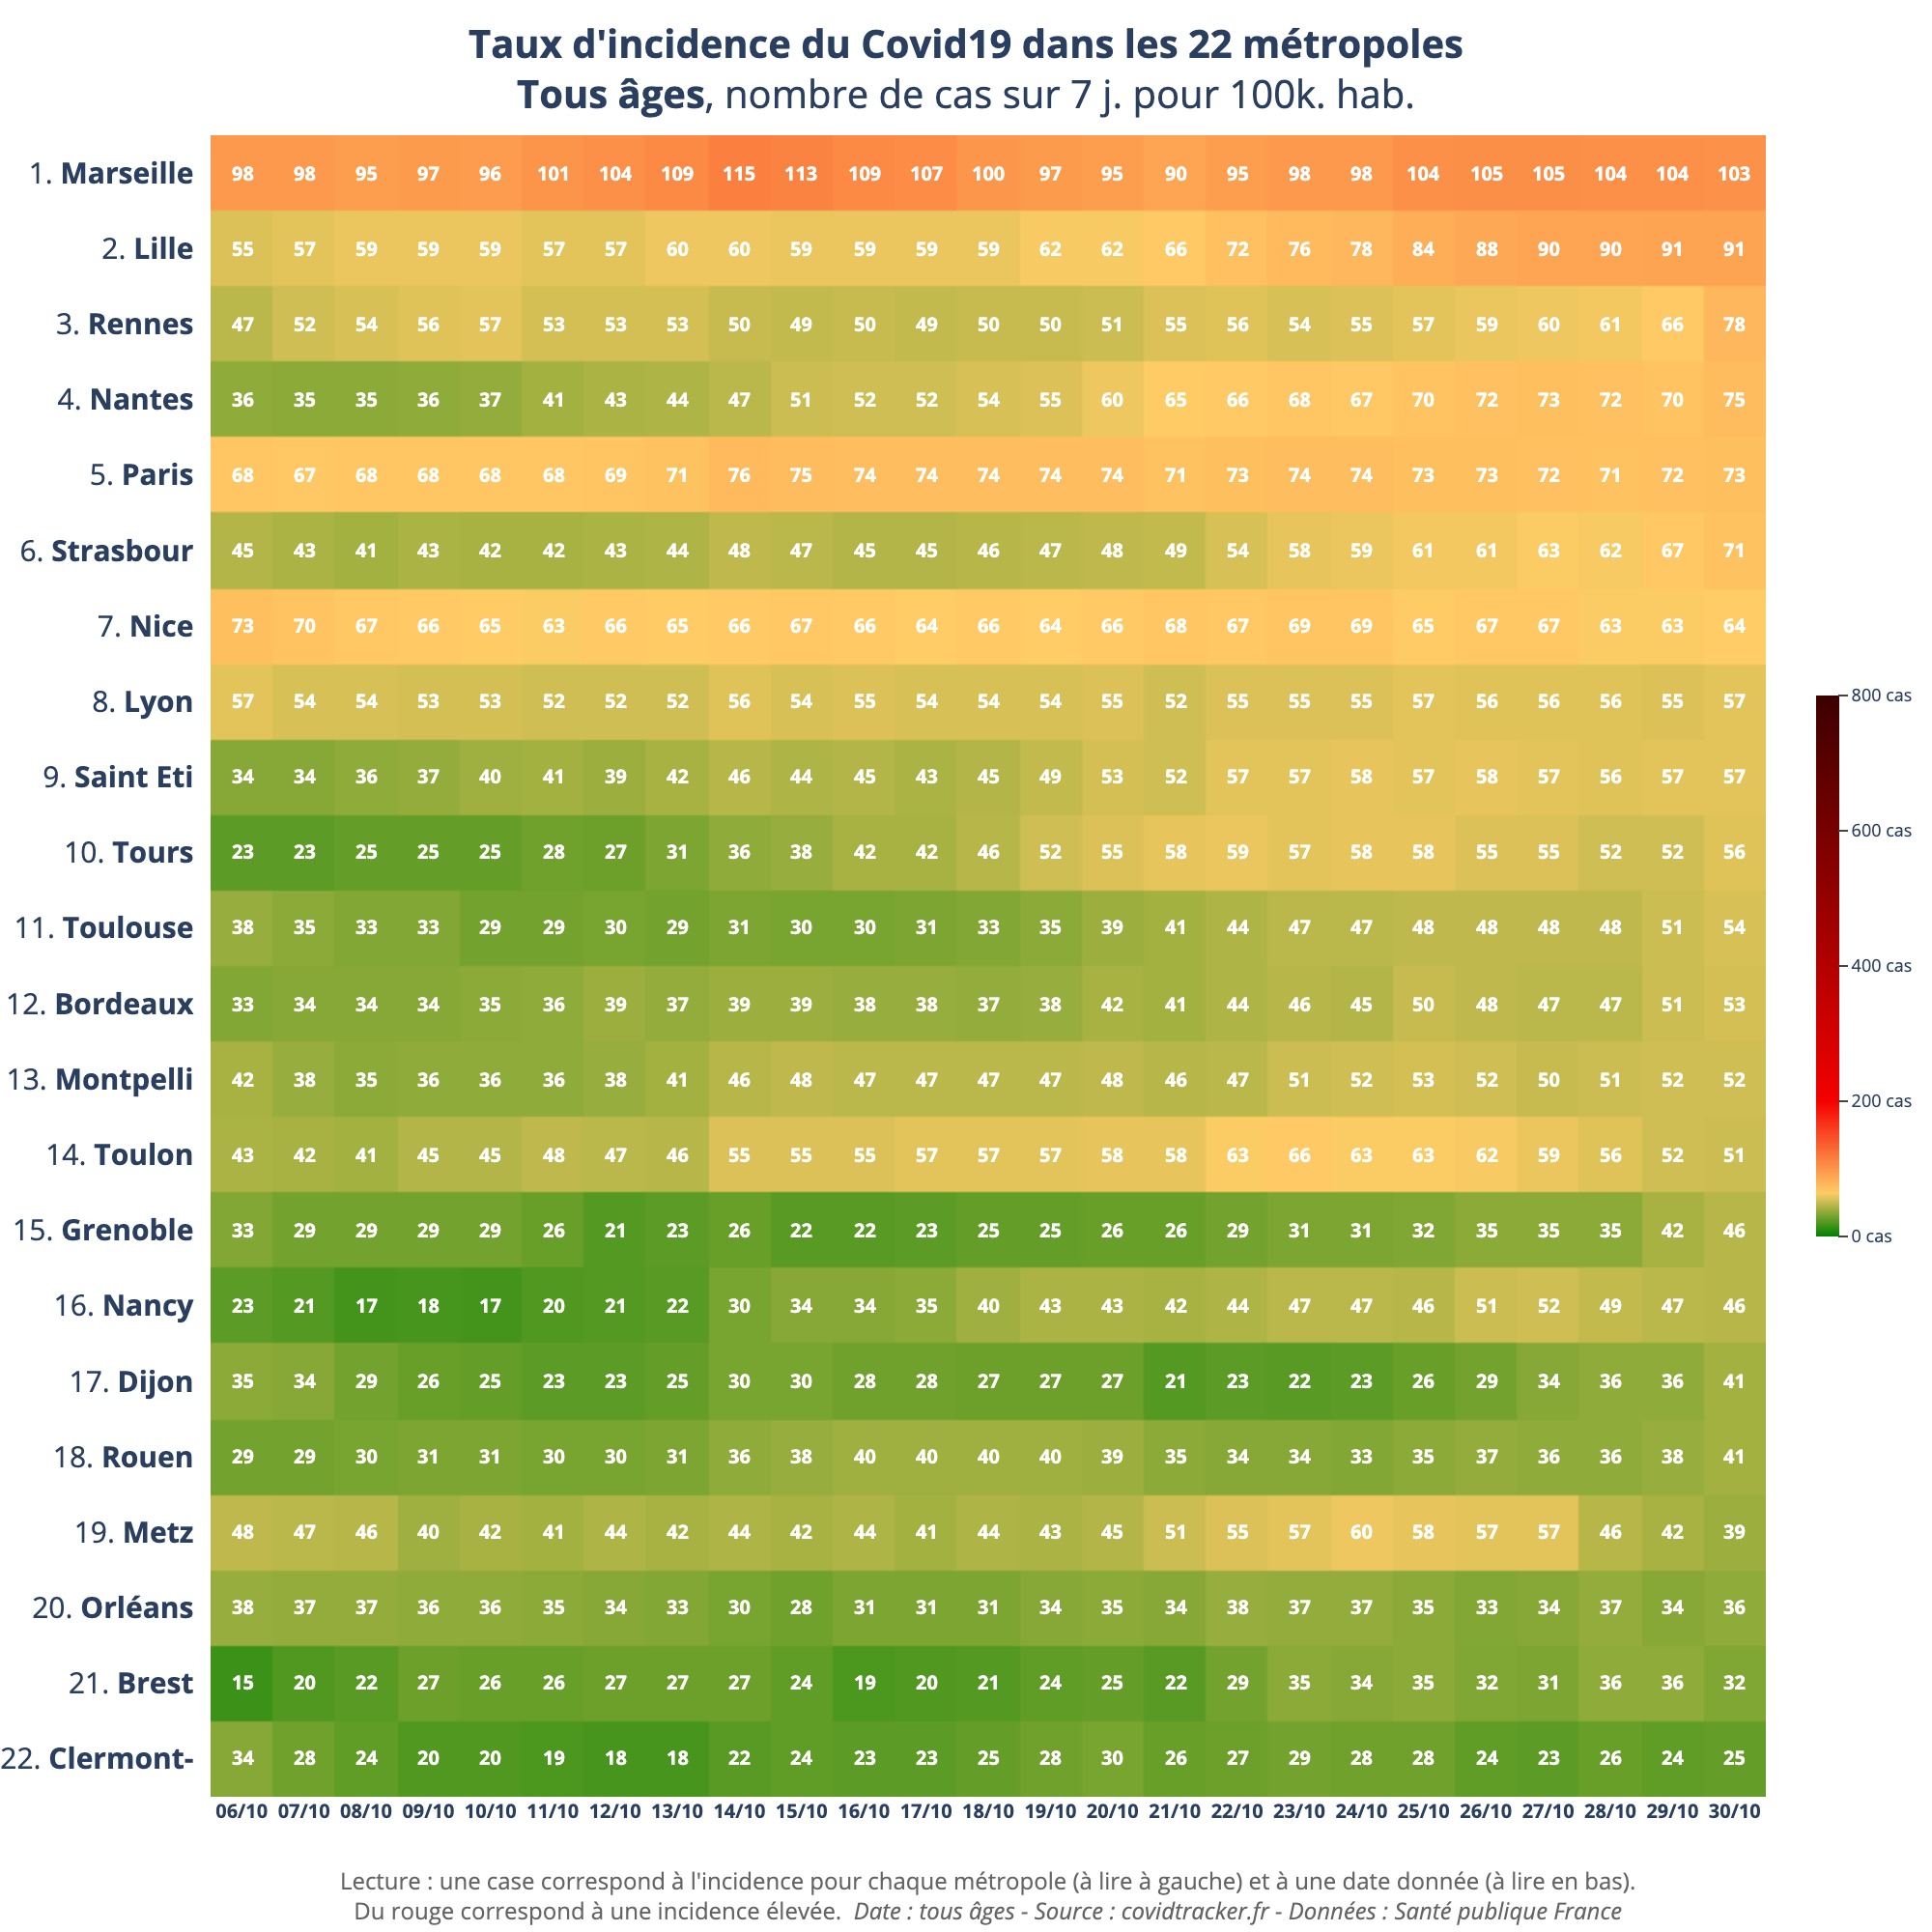 Taux d'incidence du Covid19 dans les 22 métropoles
Tous âges, nombre de cas sur 7 j. pour 100k. hab.
1. Marseille 98 98 95 97 96 101 104 109 115 113 109 107 100 97 95 90 95 98 98 104 105 105 104 104 103
2. Lille 55 57 59 59 59 57 57 60 60 59 59 59 59 62 62 66 72 76 78 84 88 90 90 91 91
3. Rennes 47 52 54 56 57 53 53 53 50 49 50 49 50 50 51 55 56 54 55 57 59 60 61 66 78
4. Nantes 36 35 35 36 37 41 43 44 47 51 52 52 54 55 60 65 66 68 67 70 72 73 72 70 75
5. Paris 68 67 68 68 68 68 69 71 76 75 74 74 74 74 74 71 73 74 74 73 73 72 71 72 73
6. Strasbour 45 43 41 43 42 42 43 44 48 47 45 45 46 47 48 49 54 58 59 61 61 63 62 67 71
7. Nice 73 70 67 66 65 63 66 65 66 67 66 64 66 64 66 68 67 69 69 65 67 67 63 63 64
8. Lyon 57 54 54 53 53 52 52 52 56 54 55 54 54 54 55 52 55 55 55 57 56 56 56 55 57
9. Saint Eti 34 34 36 37 40 41 39 42 46 44 45 43 45 49 53 52 57 57 58 57 58 57 56 57 57
10. Tours 23 23 25 25 25 28 27 31 36 38 42 42 46 52 55 58 59 57 58 58 55 55 52 52 56
11. Toulouse 38 35 33 33 29 29 30 29 31 30 30 31 33 35 39 41 44 47 47 48 48 48 48 51 54
12. Bordeaux 33 34 34 34 35 36 39 37 39 39 38 38 37 38 42 41 44 46 45 50 48 47 47 51 53
13. Montpelli 42 38 35 36 36 36 38 41 46 48 47 47 47 47 48 46 47 51 52 53 52 50 51 52 52
14. Toulon 43 42 41 45 45 48 47 46 55 55 55 57 57 57 58 58 63 66 63 63 62 59 56 52 51
15. Grenoble 33 29 29 29 29 26 21 23 26 22 22 23 25 25 26 26 29 31 31 32 35 35 35 42 46
16. Nancy 23 21 17 18 17 20 21 22 30 34 34 35 40 43 43 42 44 47 47 46 51 52 49 47 46
17. Dijon 35 34 29 26 25 23 23 25 30 30 28 28 27 27 27 21 23 22 23 26 29 34 36 36 41
18. Rouen 29 29 30 31 31 30 30 31 36 38 40 40 40 40 39 35 34 34 33 35 37 36 36 38 41
19. Metz 48 47 46 40 42 41 44 42 44 42 44 41 44 43 45 51 55 57 60 58 57 57 46 42 39
20. Orléans 38 37 37 36 36 35 34 33 30 28 31 31 31 34 35 34 38 37 37 35 33 34 37 34 36
21. Brest 15 20 22 27 26 26 27 27 27 24 19 20 21 24 25 22 29 35 34 35 32 31 36 36 32
22. Clermont- 34 28 24 20 20 19 18 18 22 24 23 23 25 28 30 26 27 29 28 28 24 23 26 24 25
06/10 07/10 08/10 09/10 10/10 11/10 12/10 13/10 14/10 15/10 16/10 17/10 18/10 19/10 20/10 21/10 22/10 23/10 24/10 25/10 26/10 27/10 28/10 29/10 30/10
800 cas
600 cas
400 cas
200 cas
0 cas
Lecture : une case correspond à l'incidence pour chaque métropole (à lire à gauche) et à une date donnée (à lire en bas).
Du rouge correspond à une incidence élevée. Date : tous âges - Source : covidtracker.fr - Données : Santé publique France